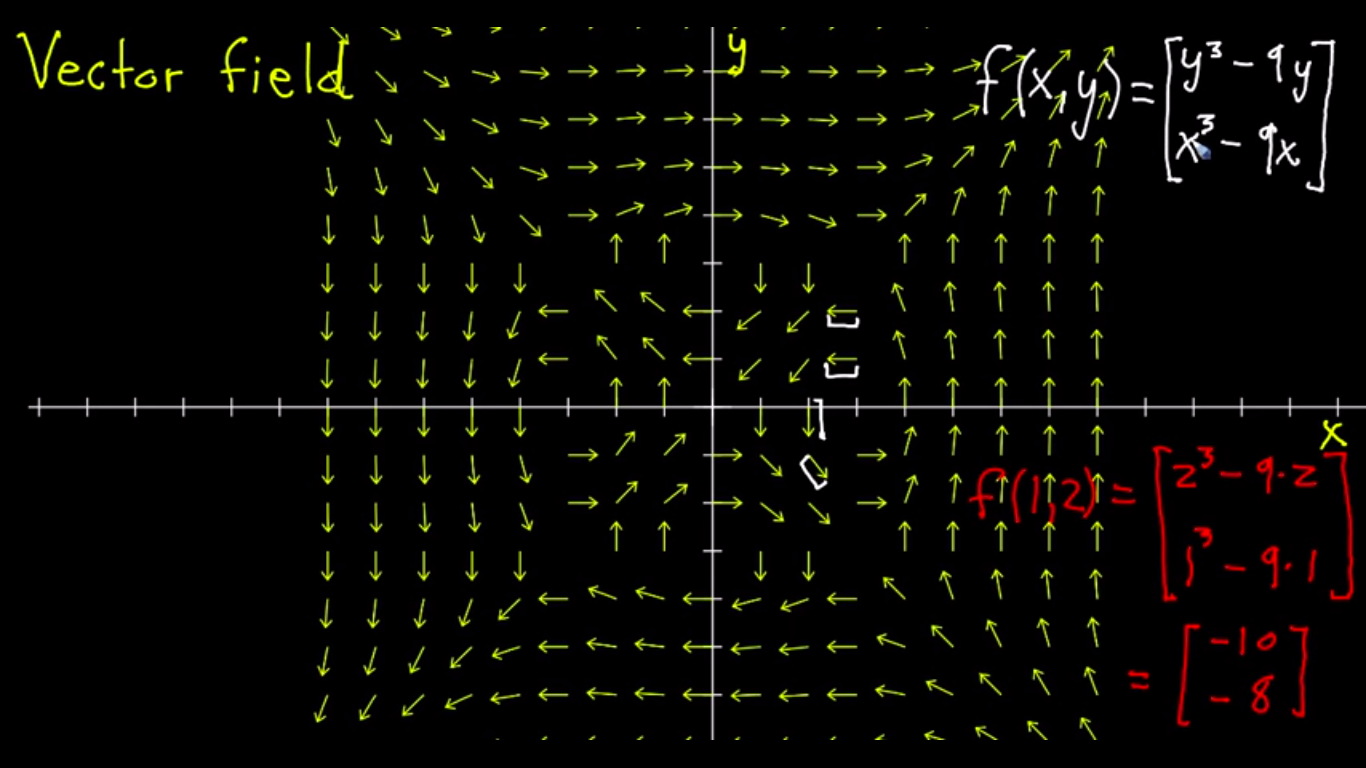 Vector field
y
f(x,y) = [y³ - 9y
x³ - 9x]
x
f(1,2) = [2³ - 9·2
1³ - 9·1]
= [-10
-8]